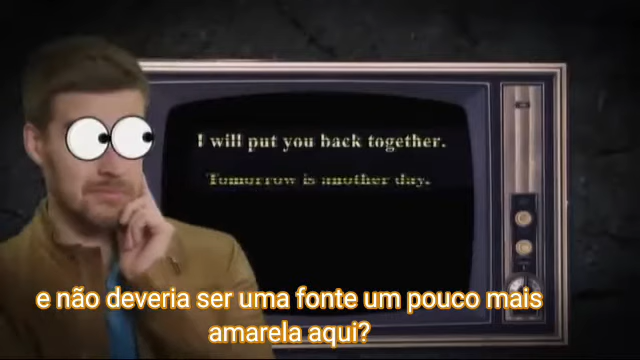 I will put you back together.
Tomorrow is another day.
e não deveria ser uma fonte um pouco mais
amarela aqui?